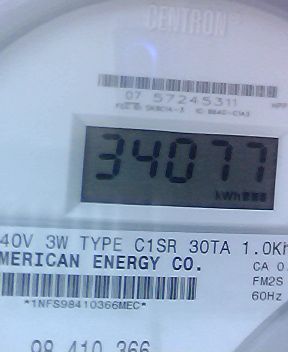 CENTRON®
07 57245311
34077
kWh
40V 3W TYPE C1SR 30TA 1.0Kh
MERICAN ENERGY CO.
CA 0.
FM2S
60Hz
*1NFS98410366MEC*
98 410 366